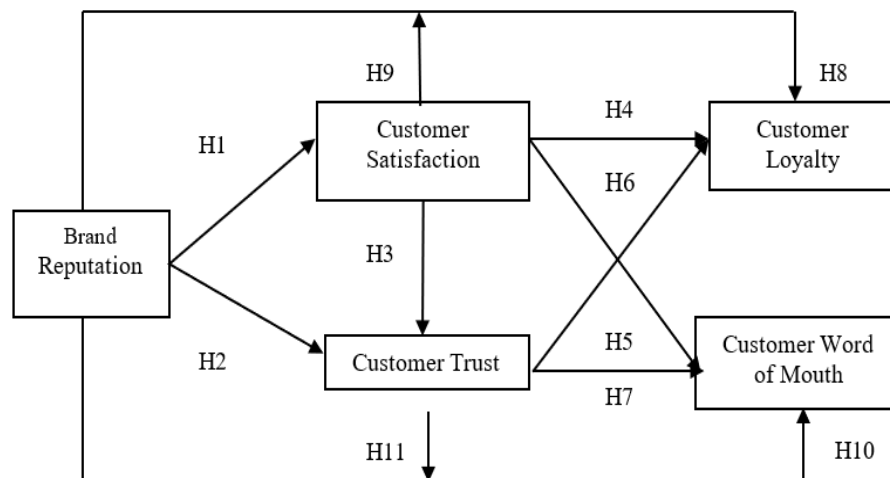 H9
H8
Customer
Satisfaction
H4
Customer
Loyalty
H1
H6
Brand
Reputation
H3
H2
Customer Trust
H5
Customer Word
of Mouth
H7
H11
H10